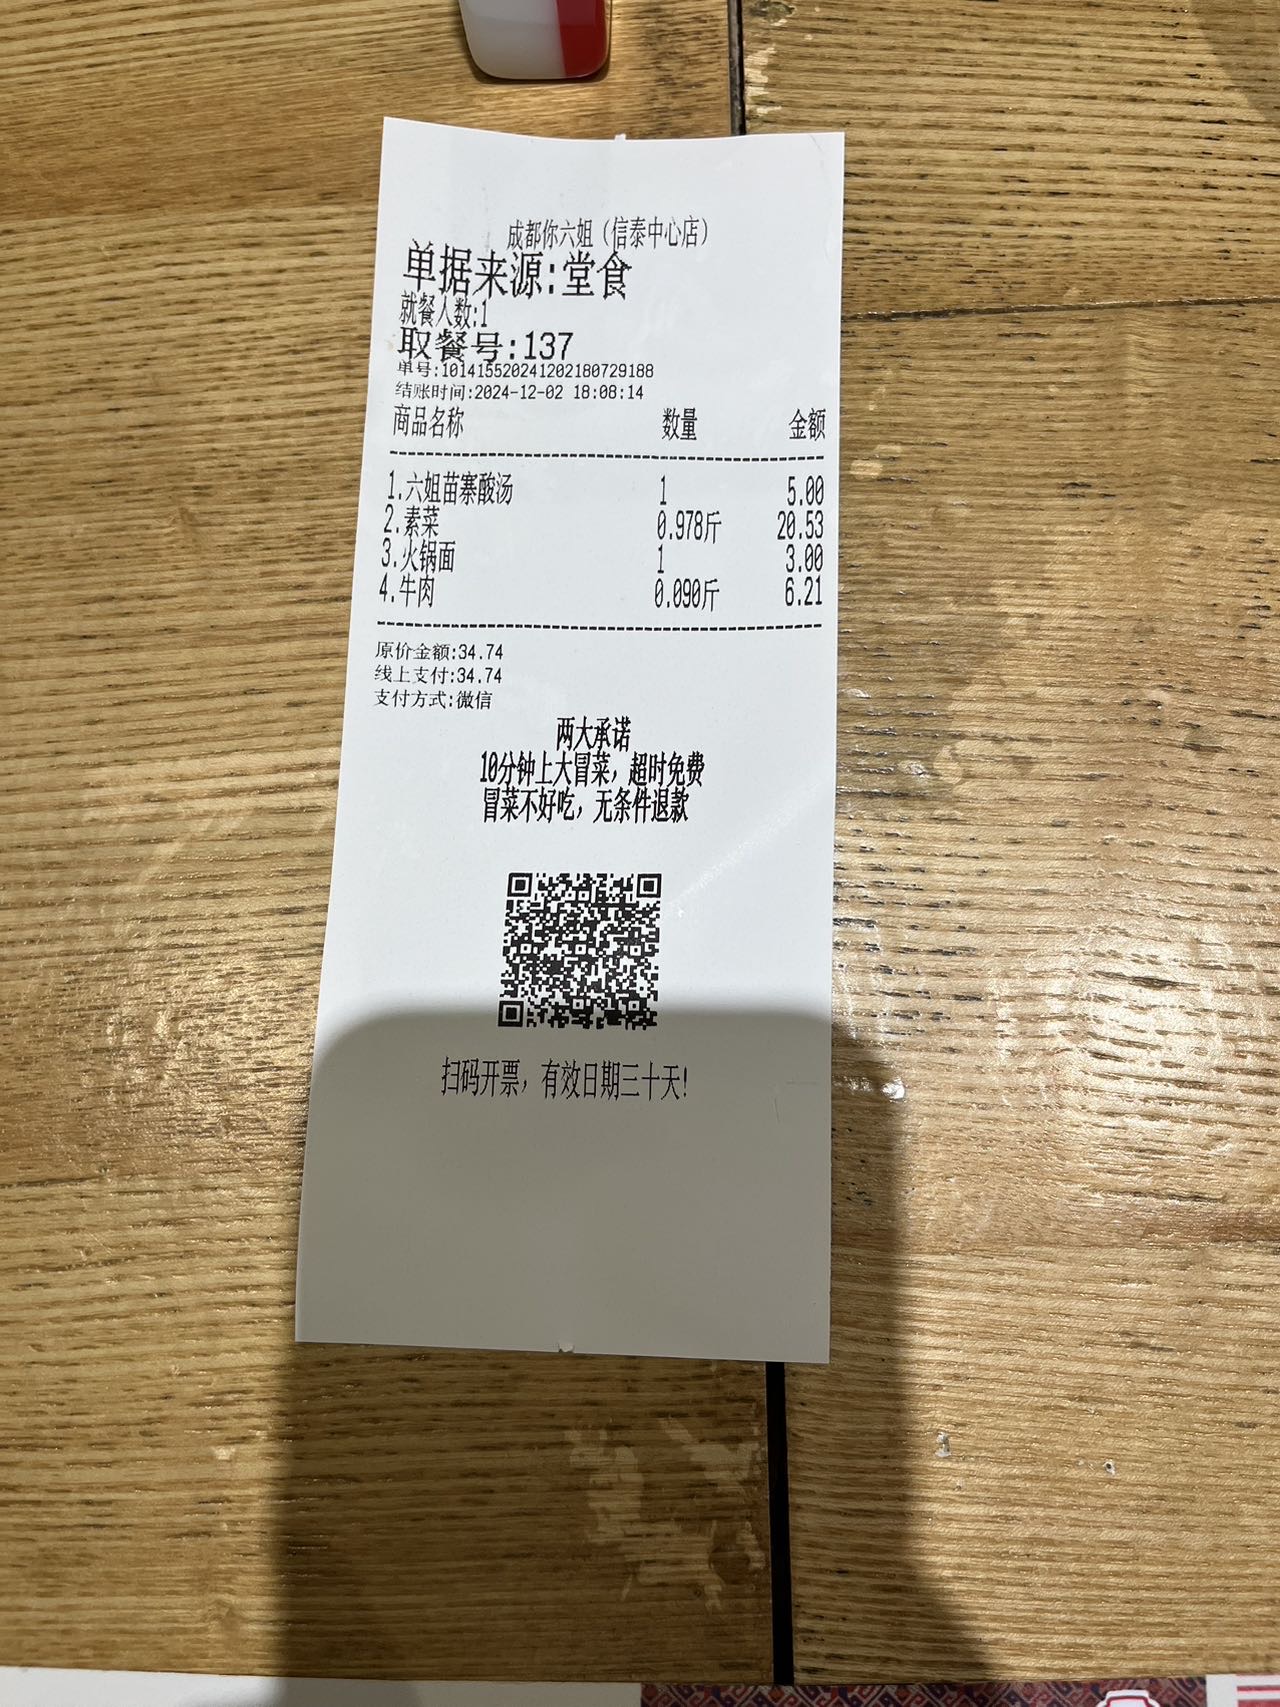 成都你六姐（信泰中心店）
单据来源:堂食
就餐人数:1
取餐号:137
单号:101415520241202180729188
结账时间:2024-12-02 18:08:14
商品名称 数量 金额
1.六姐苗寨酸汤 1 5.00
2.素菜 0.978斤 20.53
3.火锅面 1 3.00
4.牛肉 0.090斤 6.21
原价金额:34.74
线上支付:34.74
支付方式:微信
两大承诺
10分钟上大冒菜，超时免费
冒菜不好吃，无条件退款
扫码开票，有效日期三十天!